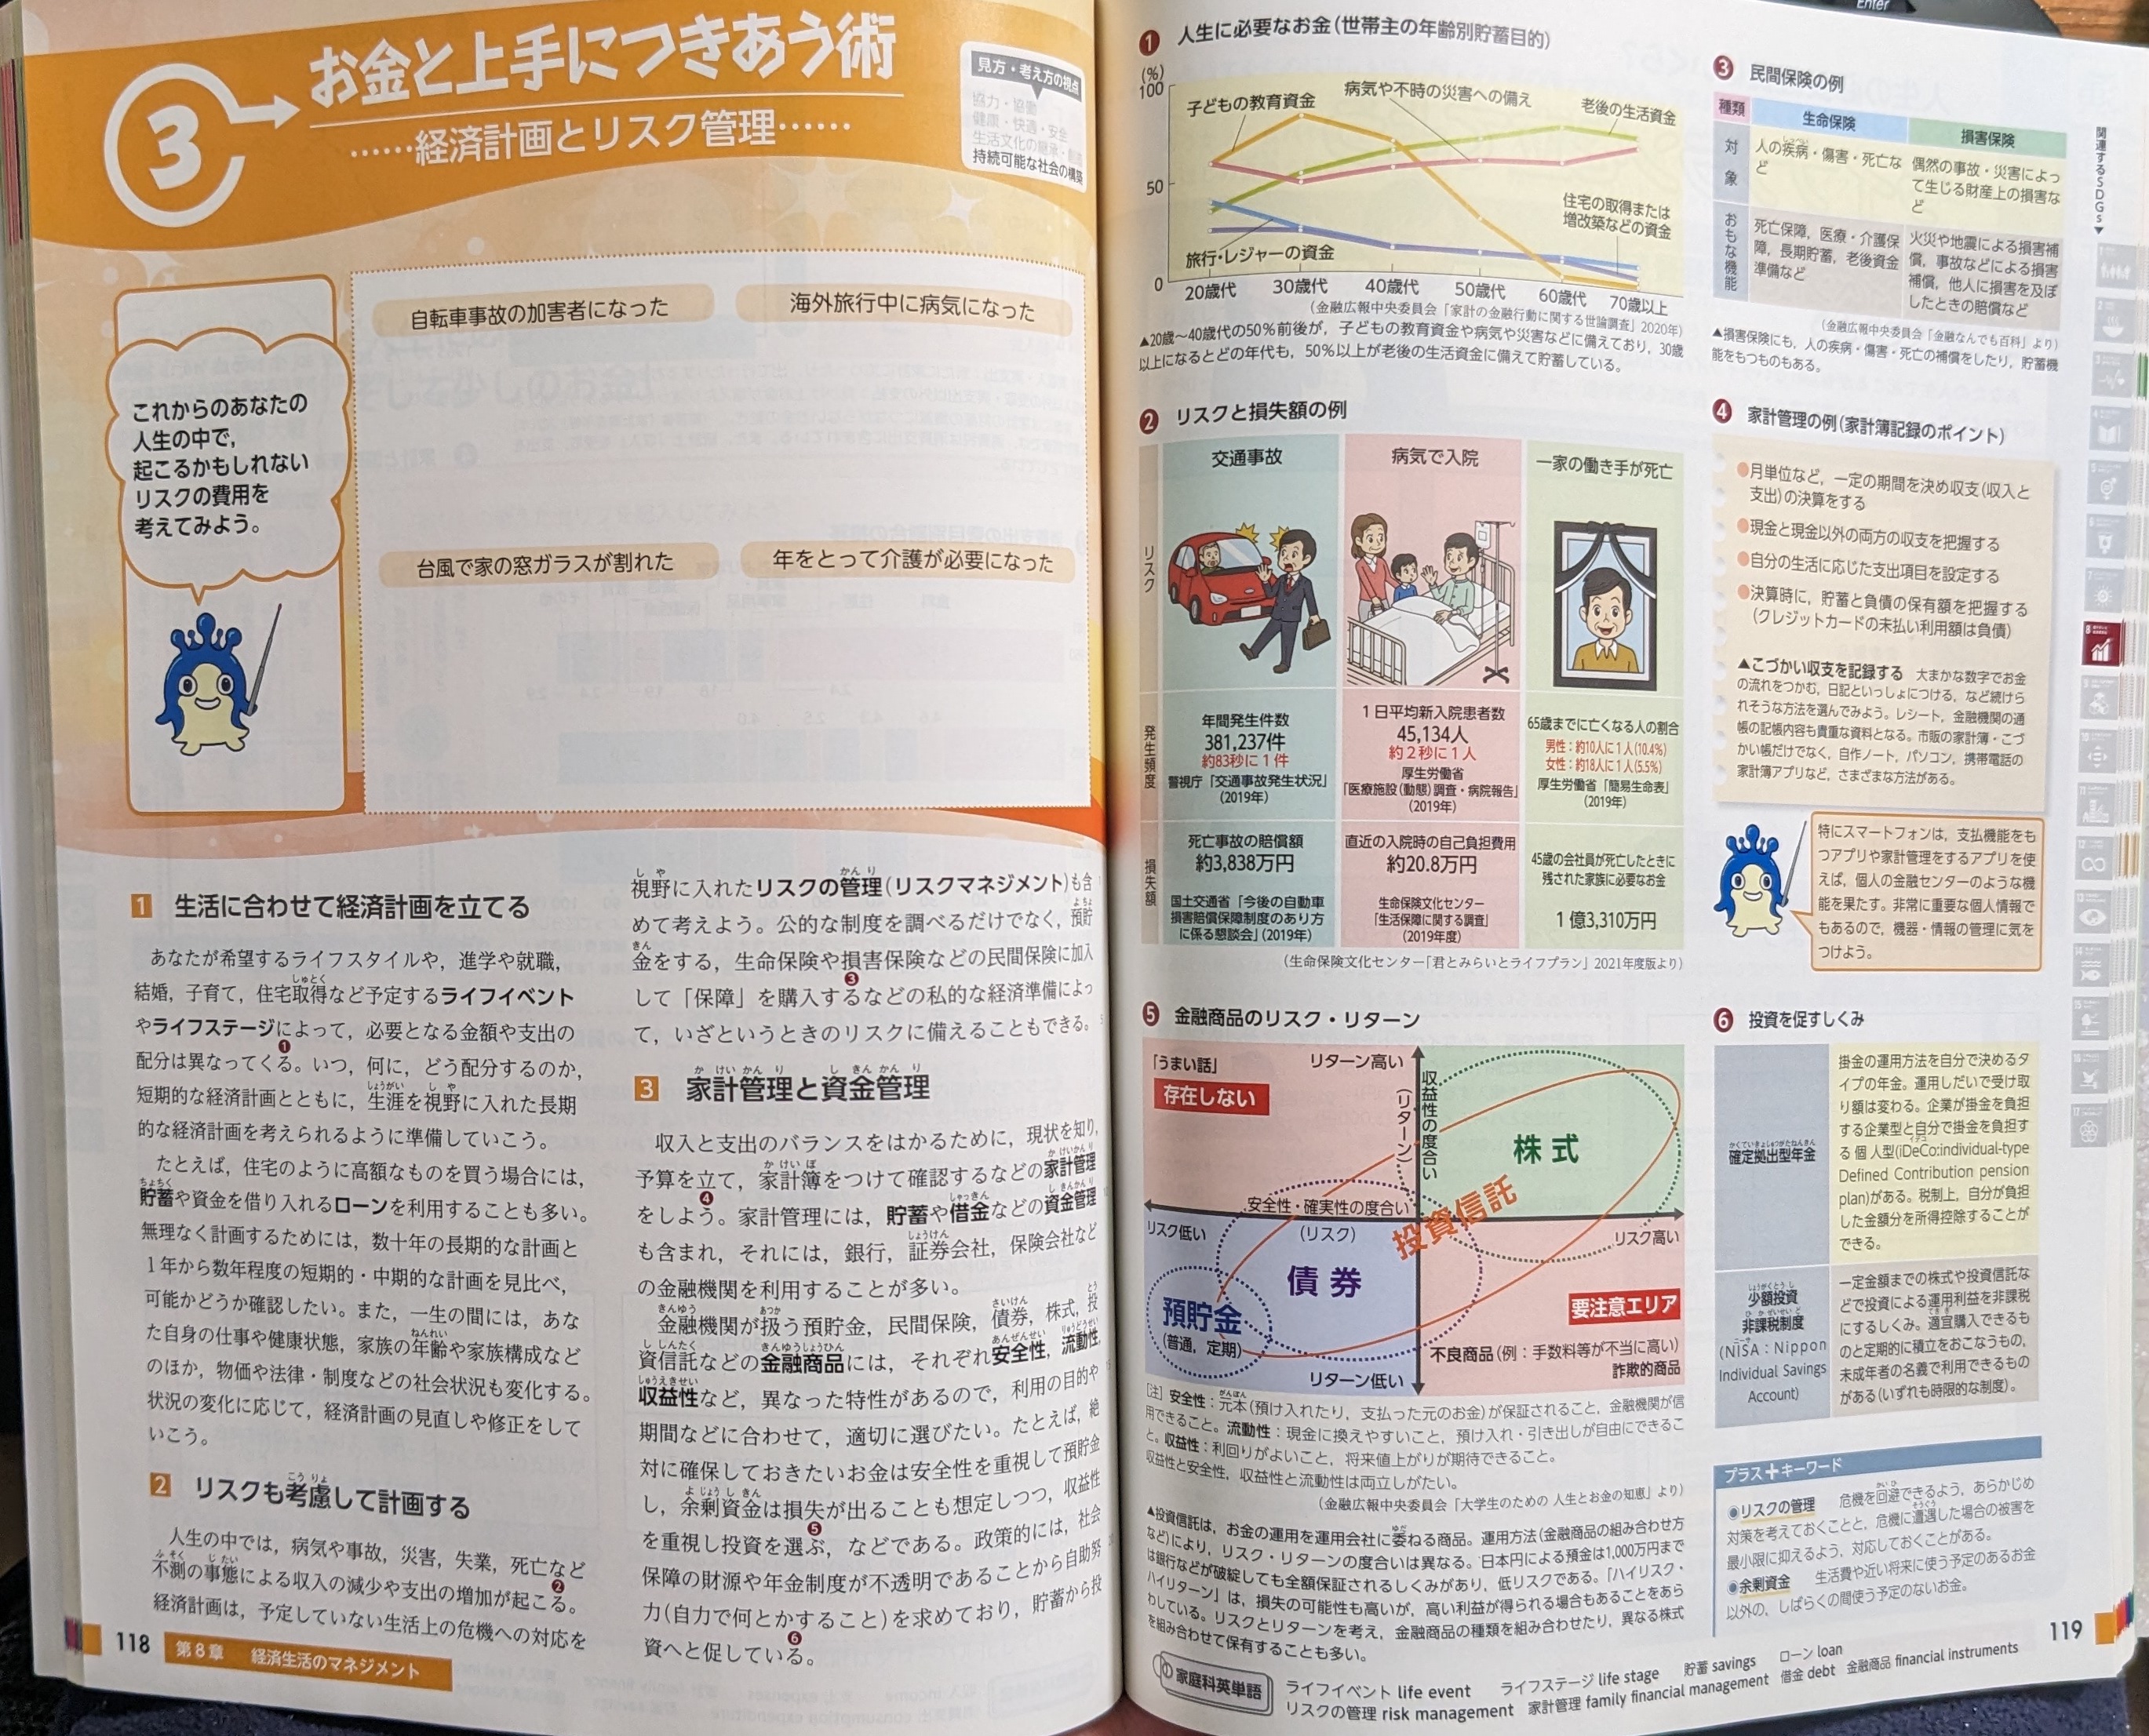 3
お金と上手につきあう術
……経済計画とリスク管理……
見方・考え方の視点
協力・協働
健康・快適・安全
生活文化の継承・創造
持続可能な社会の構築
これからのあなたの
人生の中で,
起こるかもしれない
リスクの費用を
考えてみよう。
自転車事故の加害者になった
海外旅行中に病気になった
台風で家の窓ガラスが割れた
年をとって介護が必要になった
1 生活に合わせて経済計画を立てる
あなたが希望するライフスタイルや,進学や就職,
結婚,子育て,住宅取得など予定するライフイベント
やライフステージによって,必要となる金額や支出の
配分は異なってくる❶。いつ,何に,どう配分するのか,
短期的な経済計画とともに,生涯を視野に入れた長期
的な経済計画を考えられるように準備していこう。
たとえば,住宅のように高額なものを買う場合には,
貯蓄や資金を借り入れるローンを利用することも多い。
無理なく計画するためには,数十年の長期的な計画と
1年から数年程度の短期的・中期的な計画を見比べ,
可能かどうか確認したい。また,一生の間には,あな
た自身の仕事や健康状態,家族の年齢や家族構成など
のほか,物価や法律・制度などの社会状況も変化する。
状況の変化に応じて,経済計画の見直しや修正をして
いこう。
2 リスクも考慮して計画する
人生の中では,病気や事故,災害,失業,死亡など
不測の事態による収入の減少や支出の増加が起こる❷。
経済計画は,予定していない生活上の危機への対応を
視野に入れたリスクの管理(リスクマネジメント)も含
めて考えよう。公的な制度を調べるだけでなく,預貯
金をする,生命保険や損害保険などの民間保険に加入
して「保障」を購入する❸などの私的な経済準備によっ
て,いざというときのリスクに備えることもできる。
3 家計管理と資金管理
収入と支出のバランスをはかるために,現状を知り,
予算を立て,家計簿をつけて確認するなどの家計管理
をしよう❹。家計管理には,貯蓄や借金などの資金管理
も含まれ,それには,銀行,証券会社,保険会社など
の金融機関を利用することが多い。
金融機関が扱う預貯金,民間保険,債券,株式,投
資信託などの金融商品には,それぞれ安全性,流動性,
収益性など,異なった特性があるので,利用の目的や
期間などに合わせて,適切に選びたい。たとえば,絶
対に確保しておきたいお金は安全性を重視して預貯金
し,余剰資金は損失が出ることも想定しつつ,収益性
を重視し投資を選ぶ❺,などである。政策的には,社会
保障の財源や年金制度が不透明であることから自助努
力(自力で何とかすること)を求めており,貯蓄から投
資へと促している❻。
118 第8章 経済生活のマネジメント
❶ 人生に必要なお金(世帯主の年齢別貯蓄目的)
(%)
100
50
0
子どもの教育資金
病気や不時の災害への備え
老後の生活資金
住宅の取得または
増改築などの資金
旅行・レジャーの資金
20歳代 30歳代 40歳代 50歳代 60歳代 70歳以上
(金融広報中央委員会「家計の金融行動に関する世論調査」2020年)
▲20歳~40歳代の50%前後が,子どもの教育資金や病気や災害などに備えており,30歳
以上になるとどの年代も,50%以上が老後の生活資金に備えて貯蓄している。
❷ リスクと損失額の例
リスク
交通事故
病気で入院
一家の働き手が死亡
発生頻度
年間発生件数
381,237件
約83秒に1件
警視庁「交通事故発生状況」
(2019年)
1日平均新入院患者数
45,134人
約2秒に1人
厚生労働省
「医療施設(動態)調査・病院報告」
(2019年)
65歳までに亡くなる人の割合
男性:約10人に1人(10.4%)
女性:約18人に1人(5.5%)
厚生労働省「簡易生命表」
(2019年)
損失額
死亡事故の賠償額
約3,838万円
国土交通省「今後の自動車
損害賠償保障制度のあり方
に係る懇談会」(2019年)
直近の入院時の自己負担費用
約20.8万円
生命保険文化センター
「生活保障に関する調査」
(2019年度)
45歳の会社員が死亡したときに
残された家族に必要なお金
1億3,310万円
(生命保険文化センター「君とみらいとライフプラン」2021年度版より)
❺ 金融商品のリスク・リターン
「うまい話」
存在しない
リターン高い
収益性の度合い
(リターン)
株式
安全性・確実性の度合い
(リスク)
リスク低い
リスク高い
投資信託
債券
預貯金
(普通,定期)
リターン低い
要注意エリア
不良商品(例:手数料等が不当に高い)
詐欺的商品
[注] 安全性:元本(預け入れたり,支払った元のお金)が保証されること,金融機関が信
用できること。流動性:現金に換えやすいこと,預け入れ・引き出しが自由にできるこ
と。収益性:利回りがよいこと,将来値上がりが期待できること。
収益性と安全性,収益性と流動性は両立しがたい。
(金融広報中央委員会「大学生のための 人生とお金の知恵」より)
▲投資信託は,お金の運用を運用会社に委ねる商品。運用方法(金融商品の組み合わせ方
など)により,リスク・リターンの度合いは異なる。日本円による預金は1,000万円まで
は銀行などが破綻しても全額保証されるしくみがあり,低リスクである。「ハイリスク・
ハイリターン」は,損失の可能性も高いが,高い利益が得られる場合もあることをあら
わしている。リスクとリターンを考え,金融商品の種類を組み合わせたり,異なる株式
を組み合わせて保有することも多い。
❸ 民間保険の例
種類 生命保険 損害保険
対象
人の疾病・傷害・死亡な
ど
偶然の事故・災害によっ
て生じる財産上の損害な
ど
おもな機能
死亡保障,医療・介護保
障,長期貯蓄,老後資金
準備など
火災や地震による損害補
償,事故などによる損害
補償,他人に損害を及ぼ
したときの賠償など
(金融広報中央委員会「金融なんでも百科」より)
▲損害保険にも,人の疾病・傷害・死亡の補償をしたり,貯蓄機
能をもつものもある。
❹ 家計管理の例(家計簿記録のポイント)
●月単位など,一定の期間を決め収支(収入と
支出)の決算をする
●現金と現金以外の両方の収支を把握する
●自分の生活に応じた支出項目を設定する
●決算時に,貯蓄と負債の保有額を把握する
(クレジットカードの未払い利用額は負債)
▲こづかい収支を記録する 大まかな数字でお金
の流れをつかむ,日記といっしょにつける,など続けら
れそうな方法を選んでみよう。レシート,金融機関の通
帳の記帳内容も貴重な資料となる。市販の家計簿・こづ
かい帳だけでなく,自作ノート,パソコン,携帯電話の
家計簿アプリなど,さまざまな方法がある。
特にスマートフォンは,支払機能をも
つアプリや家計管理をするアプリを使
えば,個人の金融センターのような機
能を果たす。非常に重要な個人情報で
もあるので,機器・情報の管理に気を
つけよう。
❻ 投資を促すしくみ
確定拠出型年金
掛金の運用方法を自分で決めるタ
イプの年金。運用しだいで受け取
り額は変わる。企業が掛金を負担
する企業型と自分で掛金を負担す
る個人型(iDeCo:individual-type
Defined Contribution pension
plan)がある。税制上,自分が負担
した金額分を所得控除することが
できる。
少額投資
非課税制度
(NISA:Nippon
Individual Savings
Account)
一定金額までの株式や投資信託な
どで投資による運用利益を非課税
にするしくみ。適宜購入できるも
のと定期的に積立をおこなうもの,
未成年者の名義で利用できるもの
がある(いずれも時限的な制度)。
プラス+キーワード
◉リスクの管理 危機を回避できるよう,あらかじめ
対策を考えておくことと,危機に遭遇した場合の被害を
最小限に抑えるよう,対応しておくことがある。
◉余剰資金 生活費や近い将来に使う予定のあるお金
以外の,しばらくの間使う予定のないお金。
家庭科英単語
ライフイベント life event ライフステージ life stage 貯蓄 savings ローン loan
リスクの管理 risk management 家計管理 family financial management 借金 debt 金融商品 financial instruments
119
関連するSDGs▼
Enter